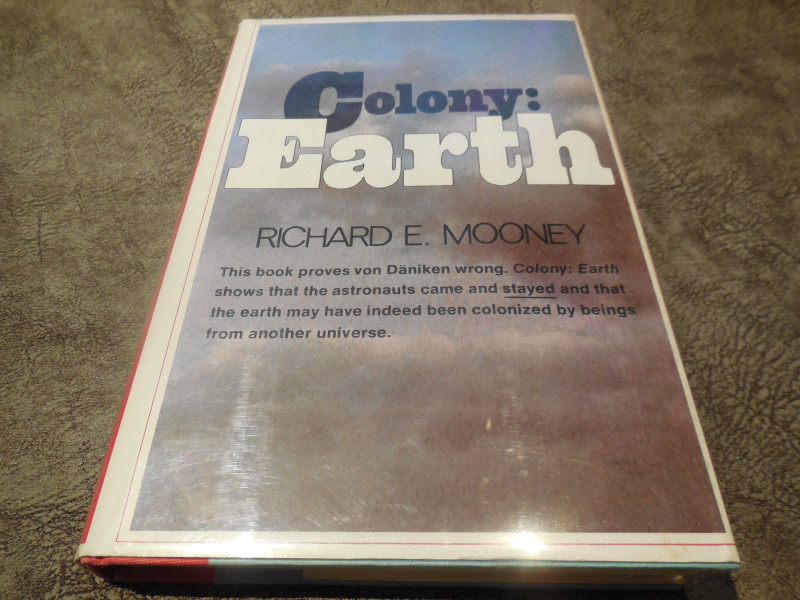 Colony:
Earth
RICHARD E. MOONEY
This book proves von Däniken wrong. Colony: Earth
shows that the astronauts came and stayed and that
the earth may have indeed been colonized by beings
from another universe.